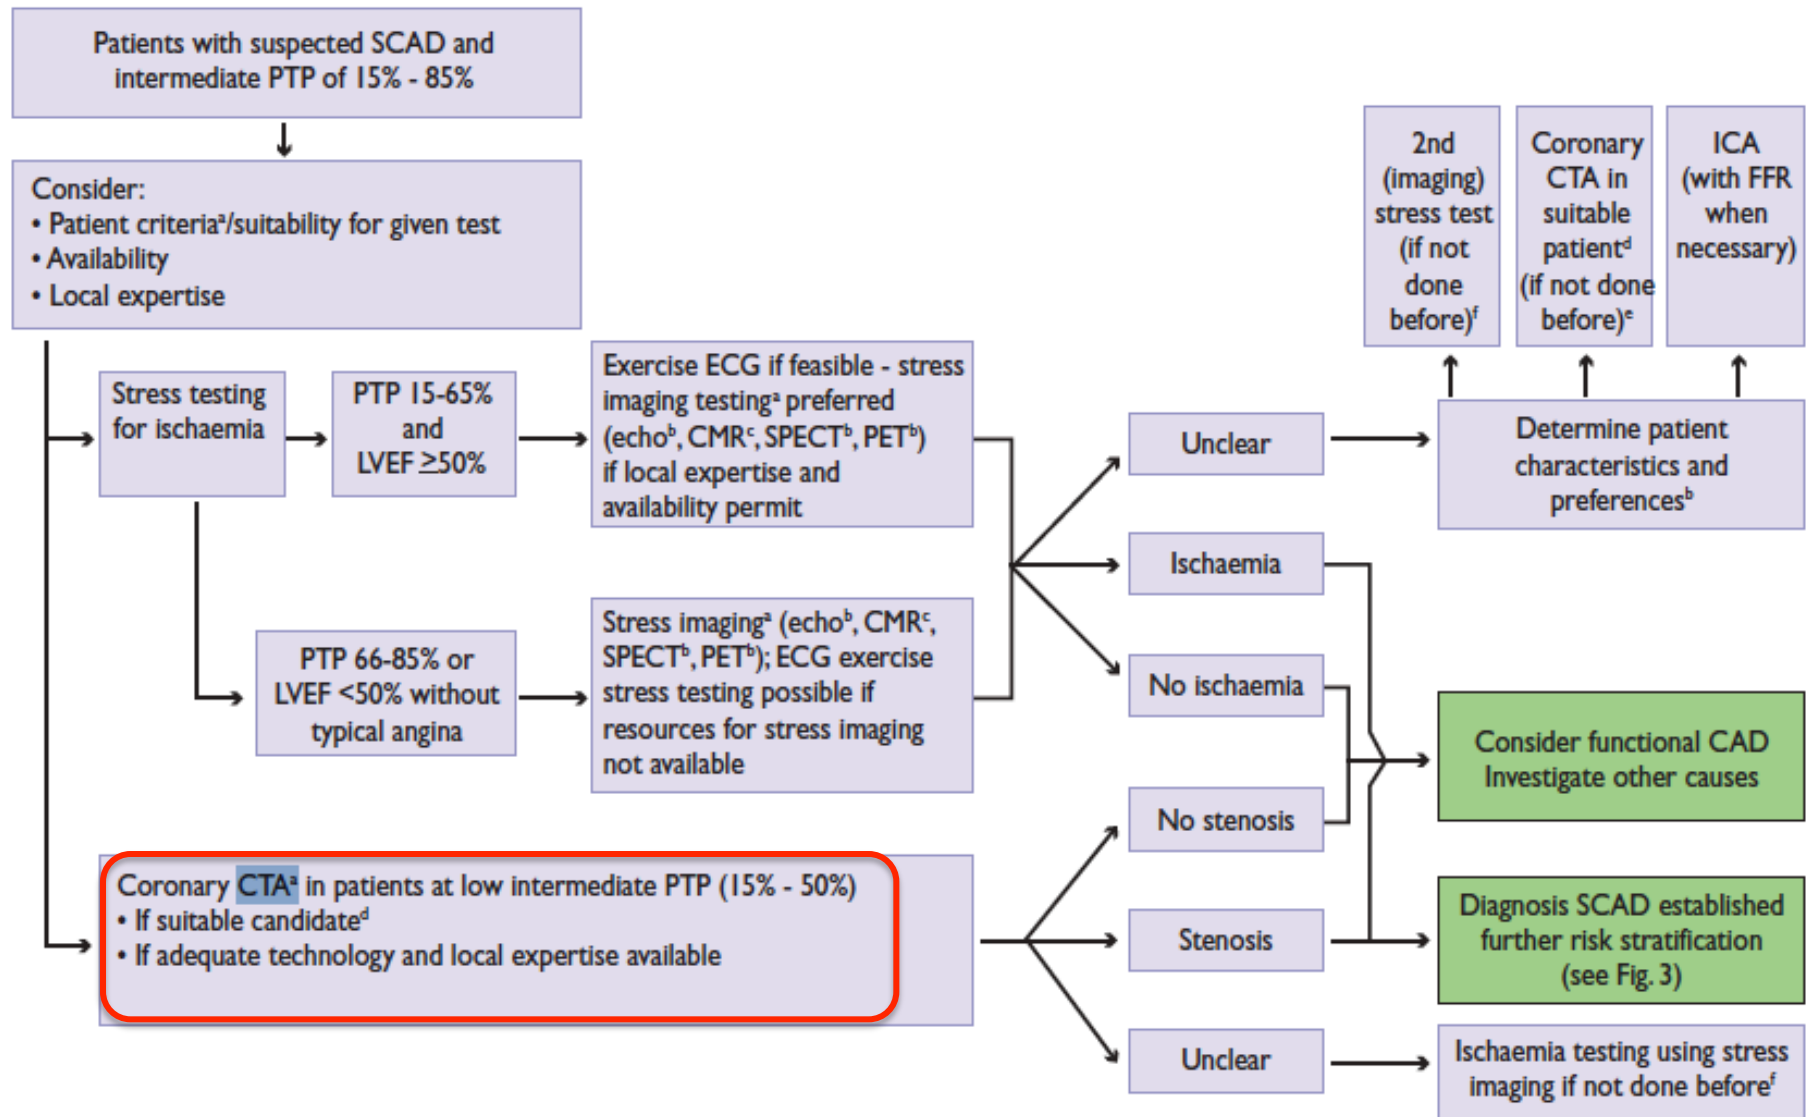 Patients with suspected SCAD and
intermediate PTP of 15% - 85%
Consider:
• Patient criteriaᵃ/suitability for given test
• Availability
• Local expertise
Stress testing
for ischaemia
PTP 15-65%
and
LVEF ≥50%
Exercise ECG if feasible - stress
imaging testingᵃ preferred
(echoᵇ, CMRᶜ, SPECTᵇ, PETᵇ)
if local expertise and
availability permit
PTP 66-85% or
LVEF <50% without
typical angina
Stress imagingᵃ (echoᵇ, CMRᶜ,
SPECTᵇ, PETᵇ); ECG exercise
stress testing possible if
resources for stress imaging
not available
Coronary CTAᵃ in patients at low intermediate PTP (15% - 50%)
• If suitable candidateᵈ
• If adequate technology and local expertise available
Unclear
Ischaemia
No ischaemia
No stenosis
Stenosis
Unclear
2nd
(imaging)
stress test
(if not
done
before)ᶠ
Coronary
CTA in
suitable
patientᵈ
(if not done
before)ᵉ
ICA
(with FFR
when
necessary)
Determine patient
characteristics and
preferencesᵇ
Consider functional CAD
Investigate other causes
Diagnosis SCAD established
further risk stratification
(see Fig. 3)
Ischaemia testing using stress
imaging if not done beforeᶠ